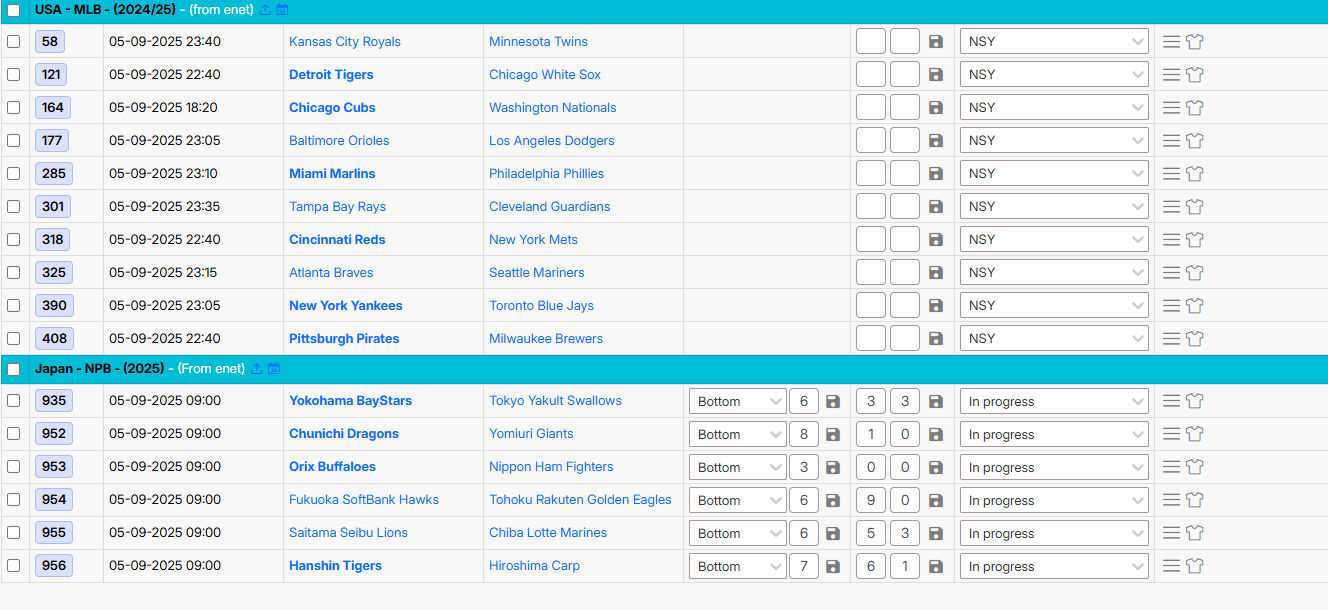 USA - MLB - (2024/25) - (from enet)
58 05-09-2025 23:40 Kansas City Royals Minnesota Twins NSY
121 05-09-2025 22:40 Detroit Tigers Chicago White Sox NSY
164 05-09-2025 18:20 Chicago Cubs Washington Nationals NSY
177 05-09-2025 23:05 Baltimore Orioles Los Angeles Dodgers NSY
285 05-09-2025 23:10 Miami Marlins Philadelphia Phillies NSY
301 05-09-2025 23:35 Tampa Bay Rays Cleveland Guardians NSY
318 05-09-2025 22:40 Cincinnati Reds New York Mets NSY
325 05-09-2025 23:15 Atlanta Braves Seattle Mariners NSY
390 05-09-2025 23:05 New York Yankees Toronto Blue Jays NSY
408 05-09-2025 22:40 Pittsburgh Pirates Milwaukee Brewers NSY
Japan - NPB - (2025) - (From enet)
935 05-09-2025 09:00 Yokohama BayStars Tokyo Yakult Swallows Bottom 6 3 3 In progress
952 05-09-2025 09:00 Chunichi Dragons Yomiuri Giants Bottom 8 1 0 In progress
953 05-09-2025 09:00 Orix Buffaloes Nippon Ham Fighters Bottom 3 0 0 In progress
954 05-09-2025 09:00 Fukuoka SoftBank Hawks Tohoku Rakuten Golden Eagles Bottom 6 9 0 In progress
955 05-09-2025 09:00 Saitama Seibu Lions Chiba Lotte Marines Bottom 6 5 3 In progress
956 05-09-2025 09:00 Hanshin Tigers Hiroshima Carp Bottom 7 6 1 In progress